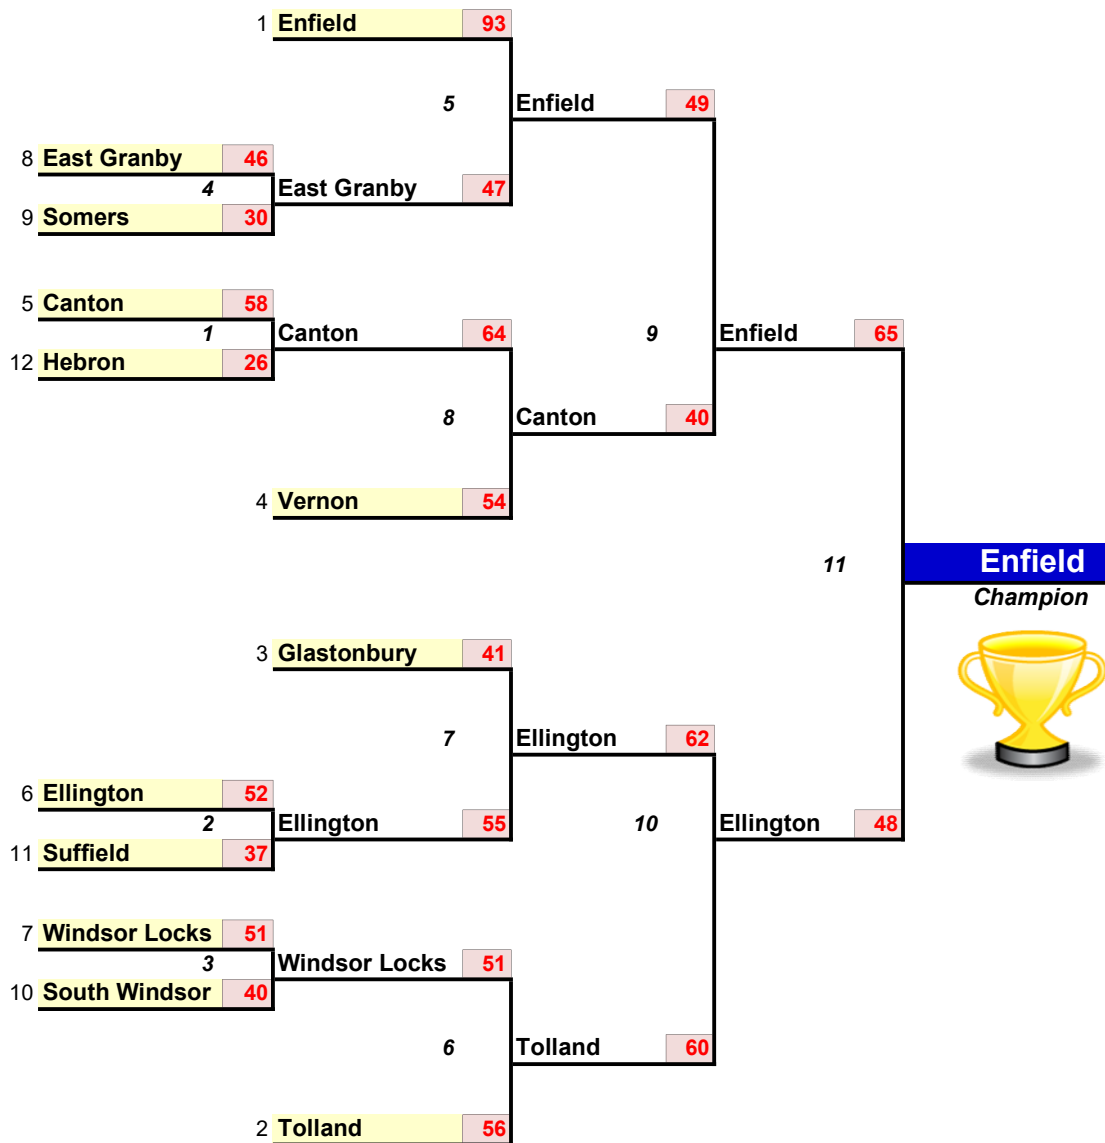 1 Enfield 93
5 Enfield 49
8 East Granby 46
4 East Granby 47
9 Somers 30
5 Canton 58
1 Canton 64 9 Enfield 65
12 Hebron 26
8 Canton 40
4 Vernon 54
11 Enfield
Champion
3 Glastonbury 41
7 Ellington 62
6 Ellington 52
2 Ellington 55 10 Ellington 48
11 Suffield 37
7 Windsor Locks 51
3 Windsor Locks 51
10 South Windsor 40
6 Tolland 60
2 Tolland 56